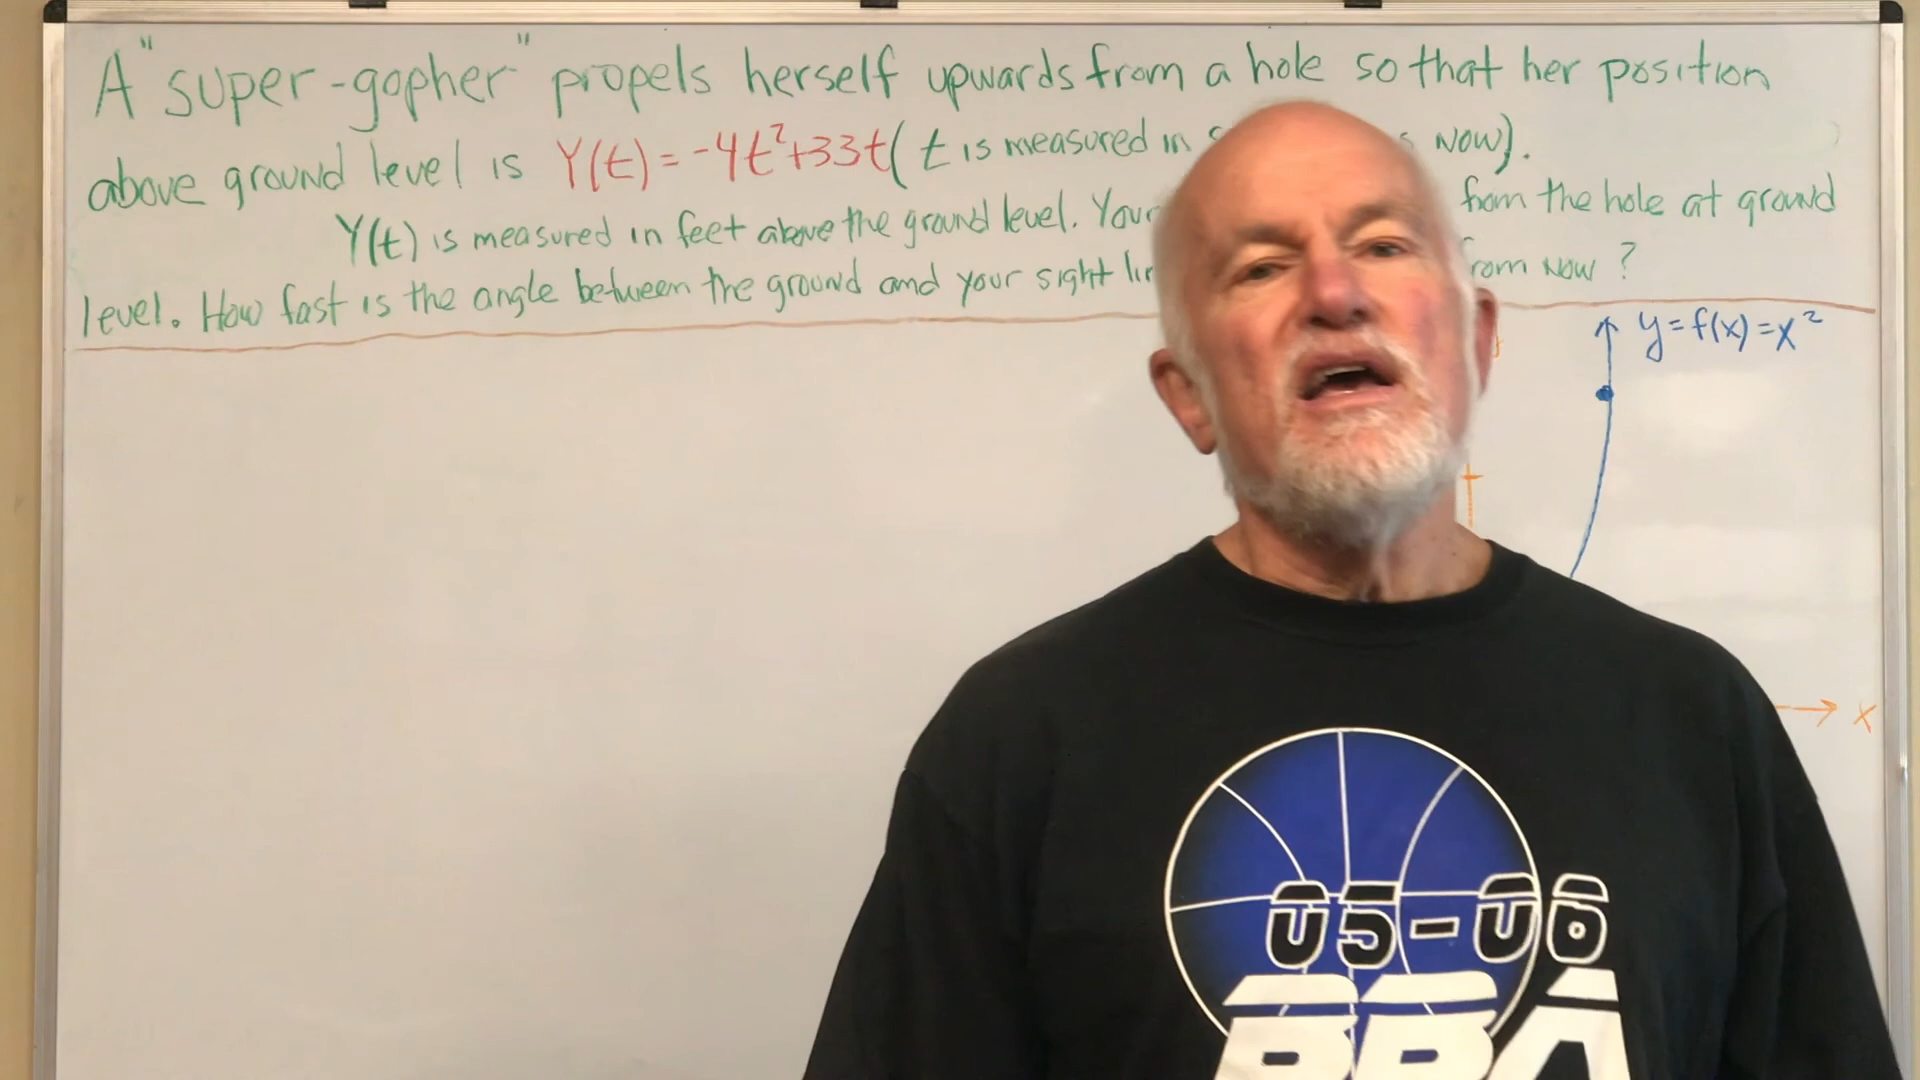 A "super-gopher" propels herself upwards from a hole so that her position
above ground level is Y(t) = -4t²+33t ( t is measured in NOW).
Y(t) is measured in feet above the ground level. from the hole at ground
level. How fast is the angle between the ground and your sight NOW ?
y = f(x) = x²
x
05-06